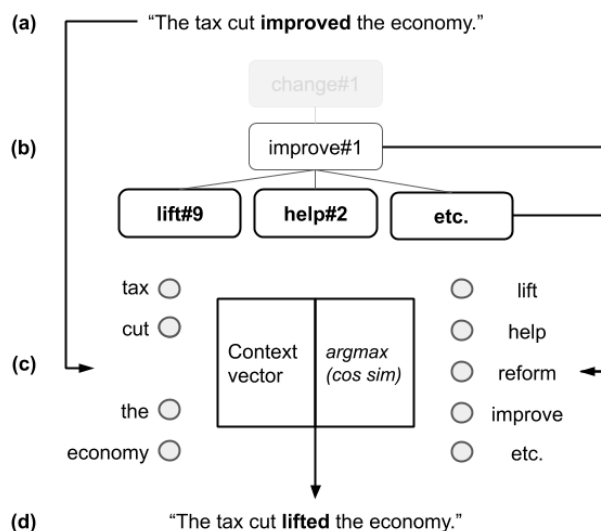 (a) “The tax cut improved the economy.”
change#1
(b) improve#1
lift#9 help#2 etc.
tax lift
cut help
(c) Context vector argmax (cos sim) reform
the improve
economy etc.
(d) “The tax cut lifted the economy.”